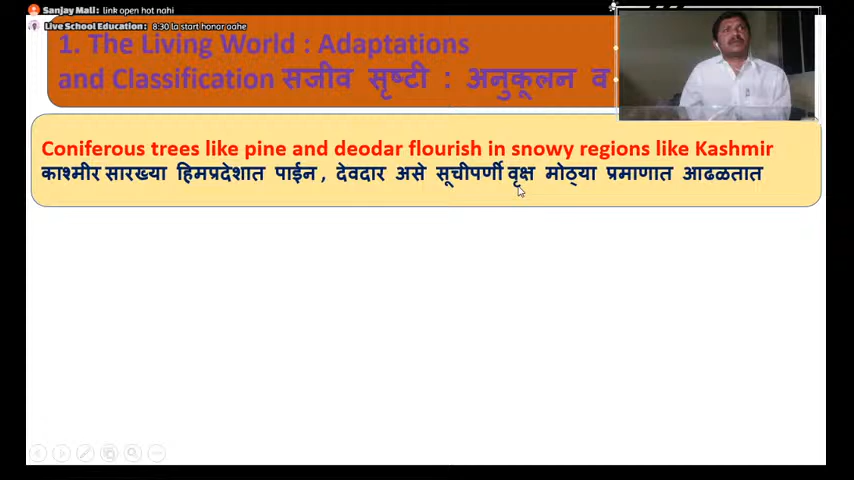 Sanjay Mali: link open hot nahi
Live School Education: 8:30 la start honar aahe
1. The Living World : Adaptations
and Classification सजीव सृष्टी : अनुकूलन व
Coniferous trees like pine and deodar flourish in snowy regions like Kashmir
काश्मीर सारख्या हिमप्रदेशात पाईन , देवदार असे सूचीपर्णी वृक्ष मोठ्या प्रमाणात आढळतात